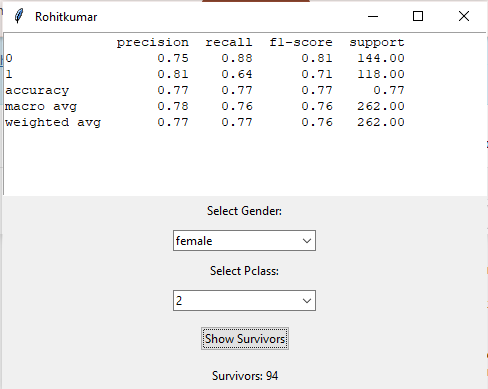 Rohitkumar
precision recall f1-score support
0 0.75 0.88 0.81 144.00
1 0.81 0.64 0.71 118.00
accuracy 0.77 0.77 0.77 0.77
macro avg 0.78 0.76 0.76 262.00
weighted avg 0.77 0.77 0.76 262.00
Select Gender:
female
Select Pclass:
2
Show Survivors
Survivors: 94